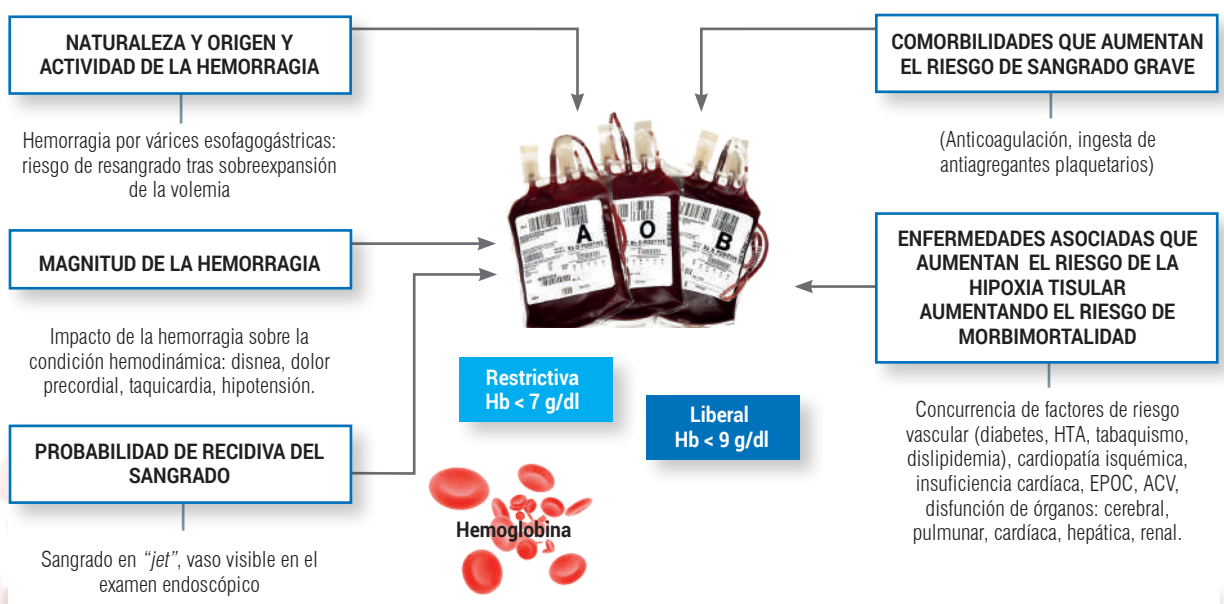 NATURALEZA Y ORIGEN Y
ACTIVIDAD DE LA HEMORRAGIA
Hemorragia por várices esofagogástricas:
riesgo de resangrado tras sobreexpansión
de la volemia
MAGNITUD DE LA HEMORRAGIA
Impacto de la hemorragia sobre la
condición hemodinámica: disnea, dolor
precordial, taquicardia, hipotensión.
PROBABILIDAD DE RECIDIVA DEL
SANGRADO
Sangrado en “jet”, vaso visible en el
examen endoscópico
A
O
B
Restrictiva
Hb < 7 g/dl
Liberal
Hb < 9 g/dl
Hemoglobina
COMORBILIDADES QUE AUMENTAN
EL RIESGO DE SANGRADO GRAVE
(Anticoagulación, ingesta de
antiagregantes plaquetarios)
ENFERMEDADES ASOCIADAS QUE
AUMENTAN EL RIESGO DE LA
HIPOXIA TISULAR
AUMENTANDO EL RIESGO DE
MORBIMORTALIDAD
Concurrencia de factores de riesgo
vascular (diabetes, HTA, tabaquismo,
dislipidemia), cardiopatía isquémica,
insuficiencia cardíaca, EPOC, ACV,
disfunción de órganos: cerebral,
pulmunar, cardíaca, hepática, renal.